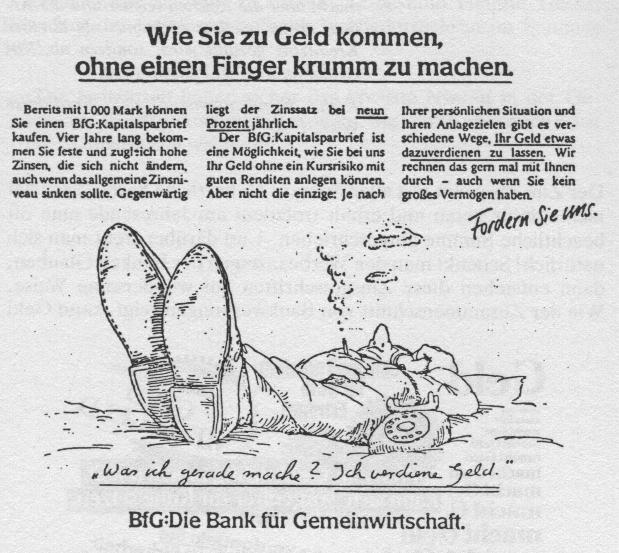 Wie Sie zu Geld kommen,
ohne einen Finger krumm zu machen.
Bereits mit 1.000 Mark können
Sie einen BfG:Kapitalsparbrief
kaufen. Vier Jahre lang bekom-
men Sie feste und zugleich hohe
Zinsen, die sich nicht ändern,
auch wenn das allgemeine Zinsni-
veau sinken sollte. Gegenwärtig
liegt der Zinssatz bei neun
Prozent jährlich.
Der BfG:Kapitalsparbrief ist
eine Möglichkeit, wie Sie bei uns
Ihr Geld ohne ein Kursrisiko mit
guten Renditen anlegen können.
Aber nicht die einzige: Je nach
Ihrer persönlichen Situation und
Ihren Anlagezielen gibt es ver-
schiedene Wege, Ihr Geld etwas
dazuverdienen zu lassen. Wir
rechnen das gern mal mit Ihnen
durch – auch wenn Sie kein
großes Vermögen haben.
Fordern Sie uns.
„Was ich gerade mache? Ich verdiene Geld."
BfG:Die Bank für Gemeinwirtschaft.